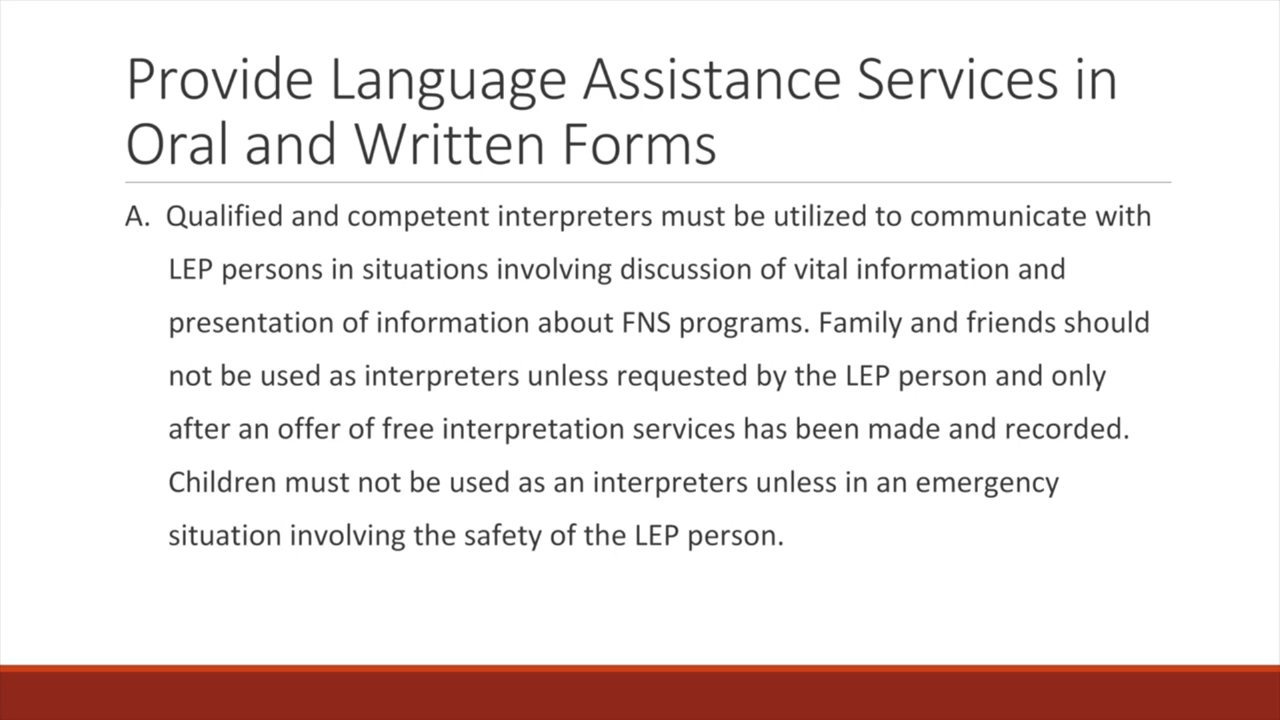 Provide Language Assistance Services in
Oral and Written Forms
A. Qualified and competent interpreters must be utilized to communicate with
LEP persons in situations involving discussion of vital information and
presentation of information about FNS programs. Family and friends should
not be used as interpreters unless requested by the LEP person and only
after an offer of free interpretation services has been made and recorded.
Children must not be used as an interpreters unless in an emergency
situation involving the safety of the LEP person.